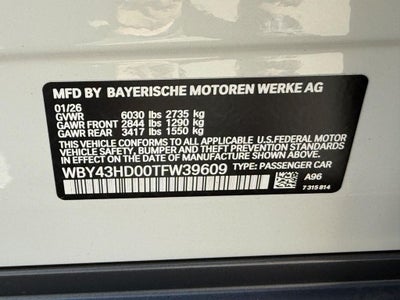 MFD BY BAYERISCHE MOTOREN WERKE AG
01/26
GVWR 6030 lbs 2735 kg
GAWR FRONT 2844 lbs 1290 kg
GAWR REAR 3417 lbs 1550 kg
THIS VEHICLE CONFORMS TO ALL APPLICABLE U.S. FEDERAL MOTOR
VEHICLE SAFETY, BUMPER AND THEFT PREVENTION STANDARDS
IN EFFECT ON THE DATE OF MANUFACTURE SHOWN ABOVE.
WBY43HD00TFW39609 TYPE: PASSENGER CAR
A96
7 315 814